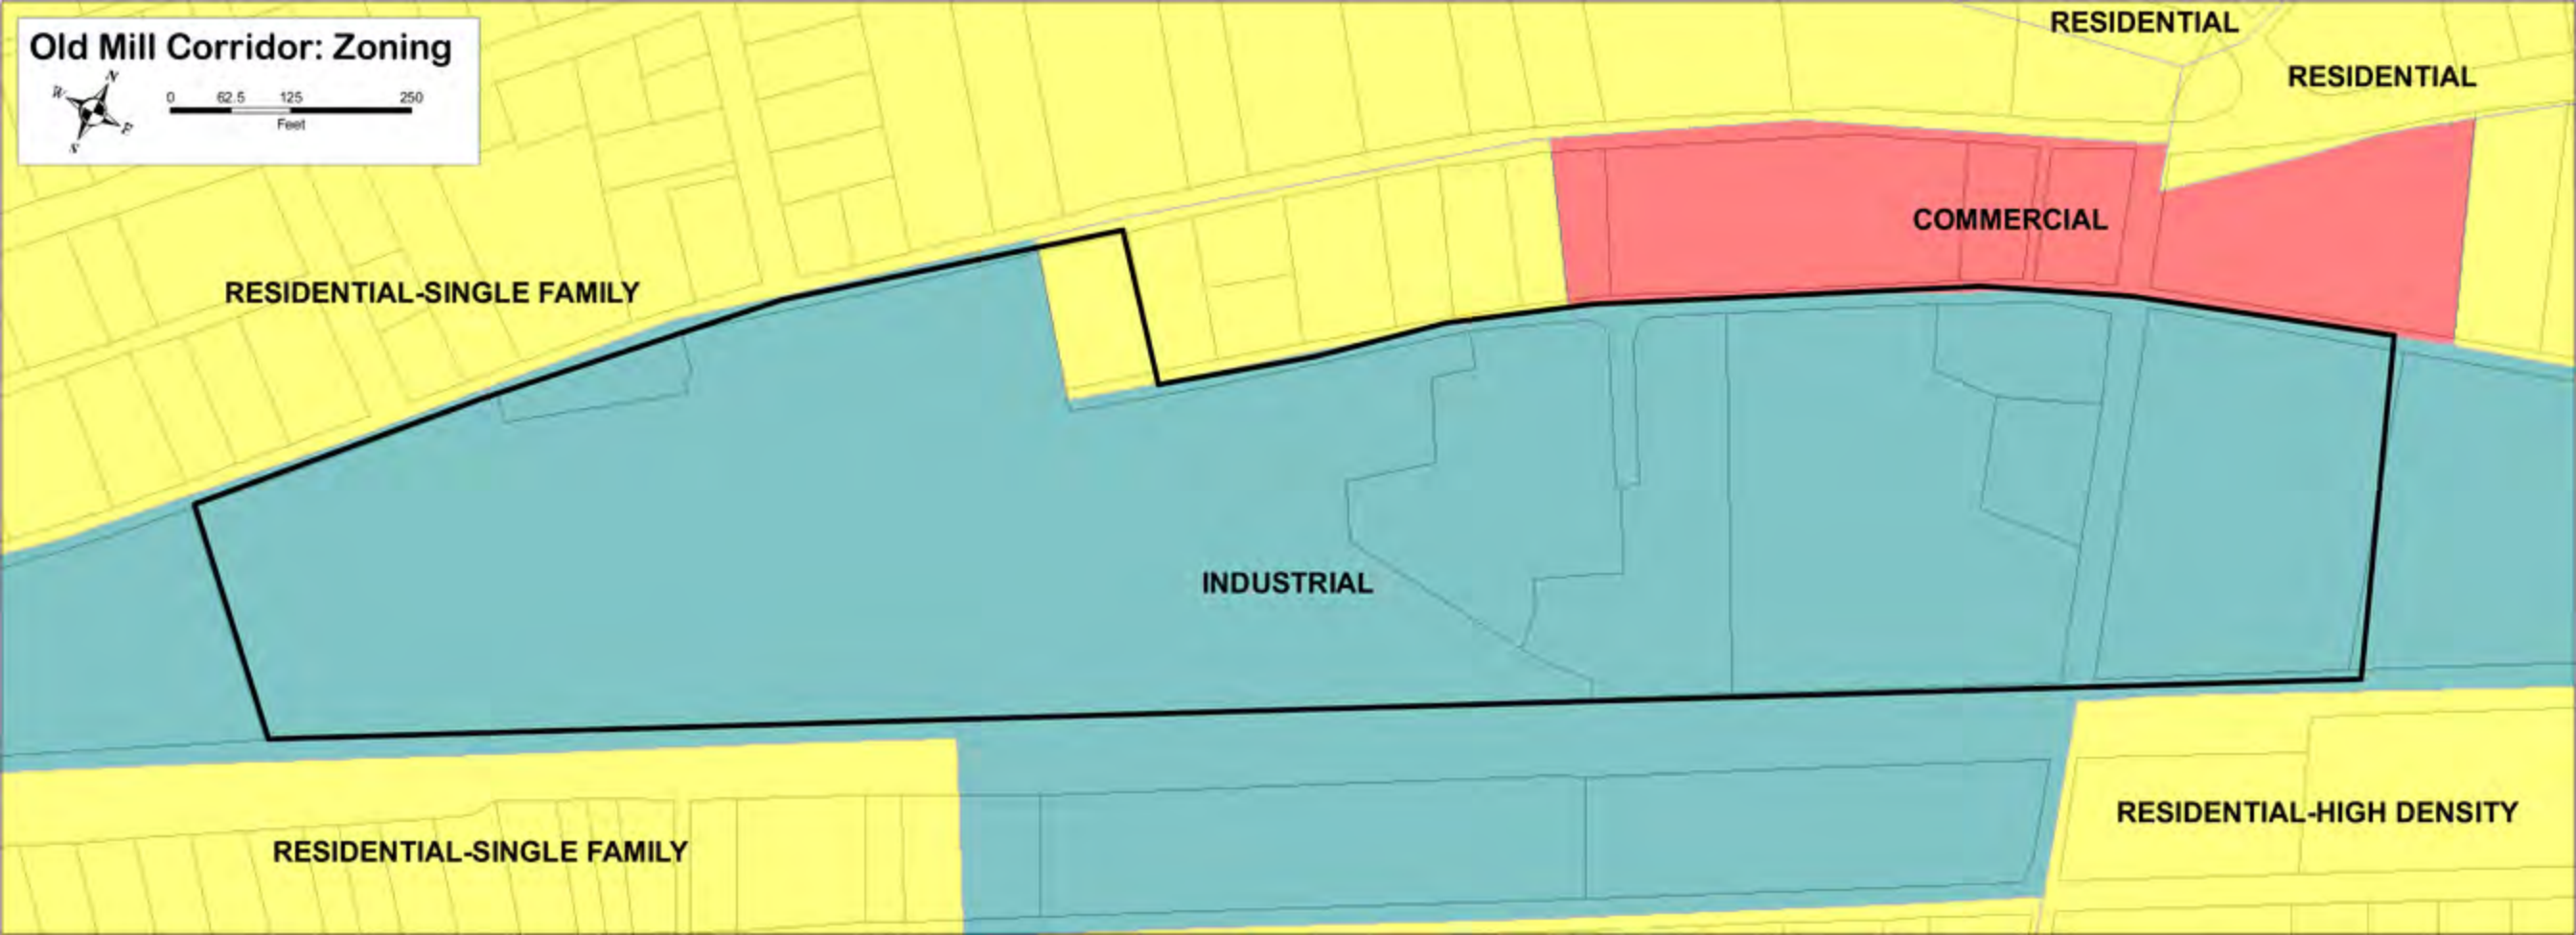 Old Mill Corridor: Zoning
N
W
E
S
0 62.5 125 250
Feet
RESIDENTIAL
RESIDENTIAL
COMMERCIAL
RESIDENTIAL-SINGLE FAMILY
INDUSTRIAL
RESIDENTIAL-HIGH DENSITY
RESIDENTIAL-SINGLE FAMILY